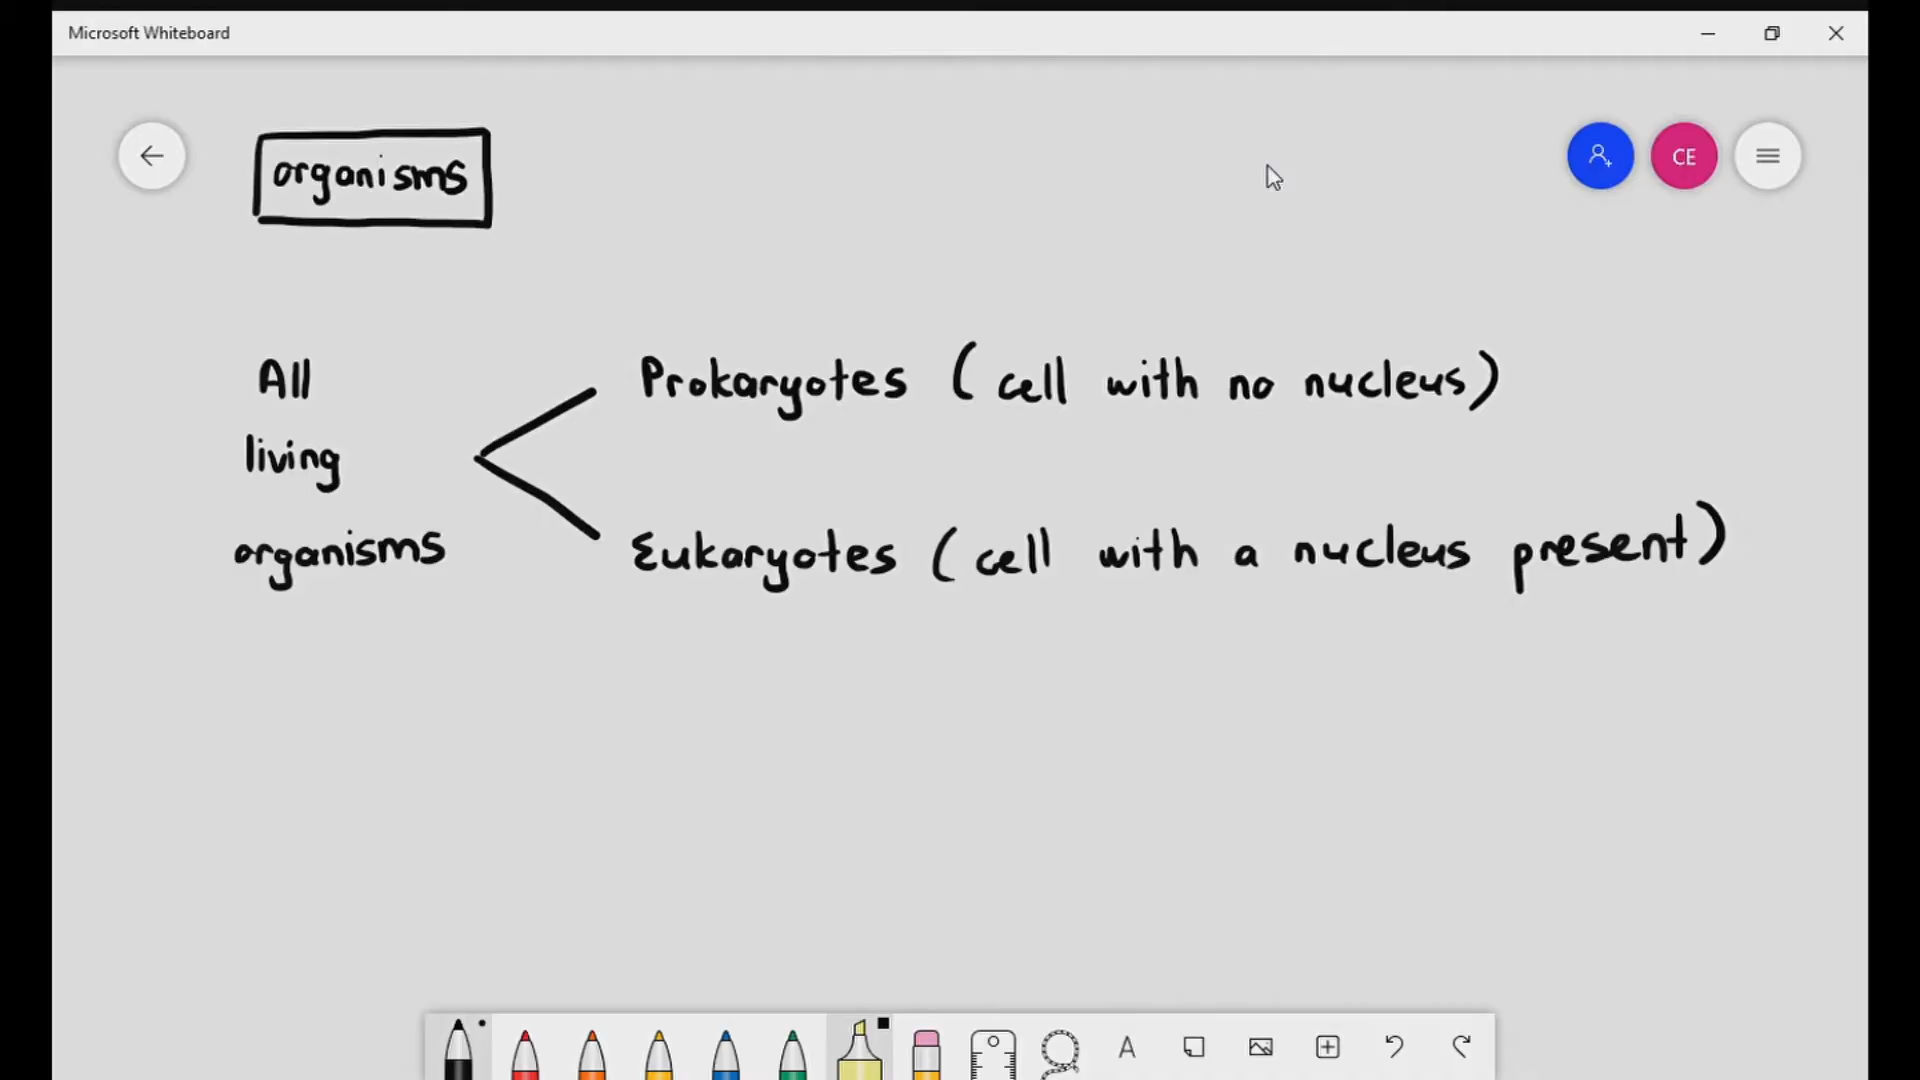 Microsoft Whiteboard
organisms
CE
All
living
organisms
Prokaryotes (cell with no nucleus)
Eukaryotes (cell with a nucleus present)
A